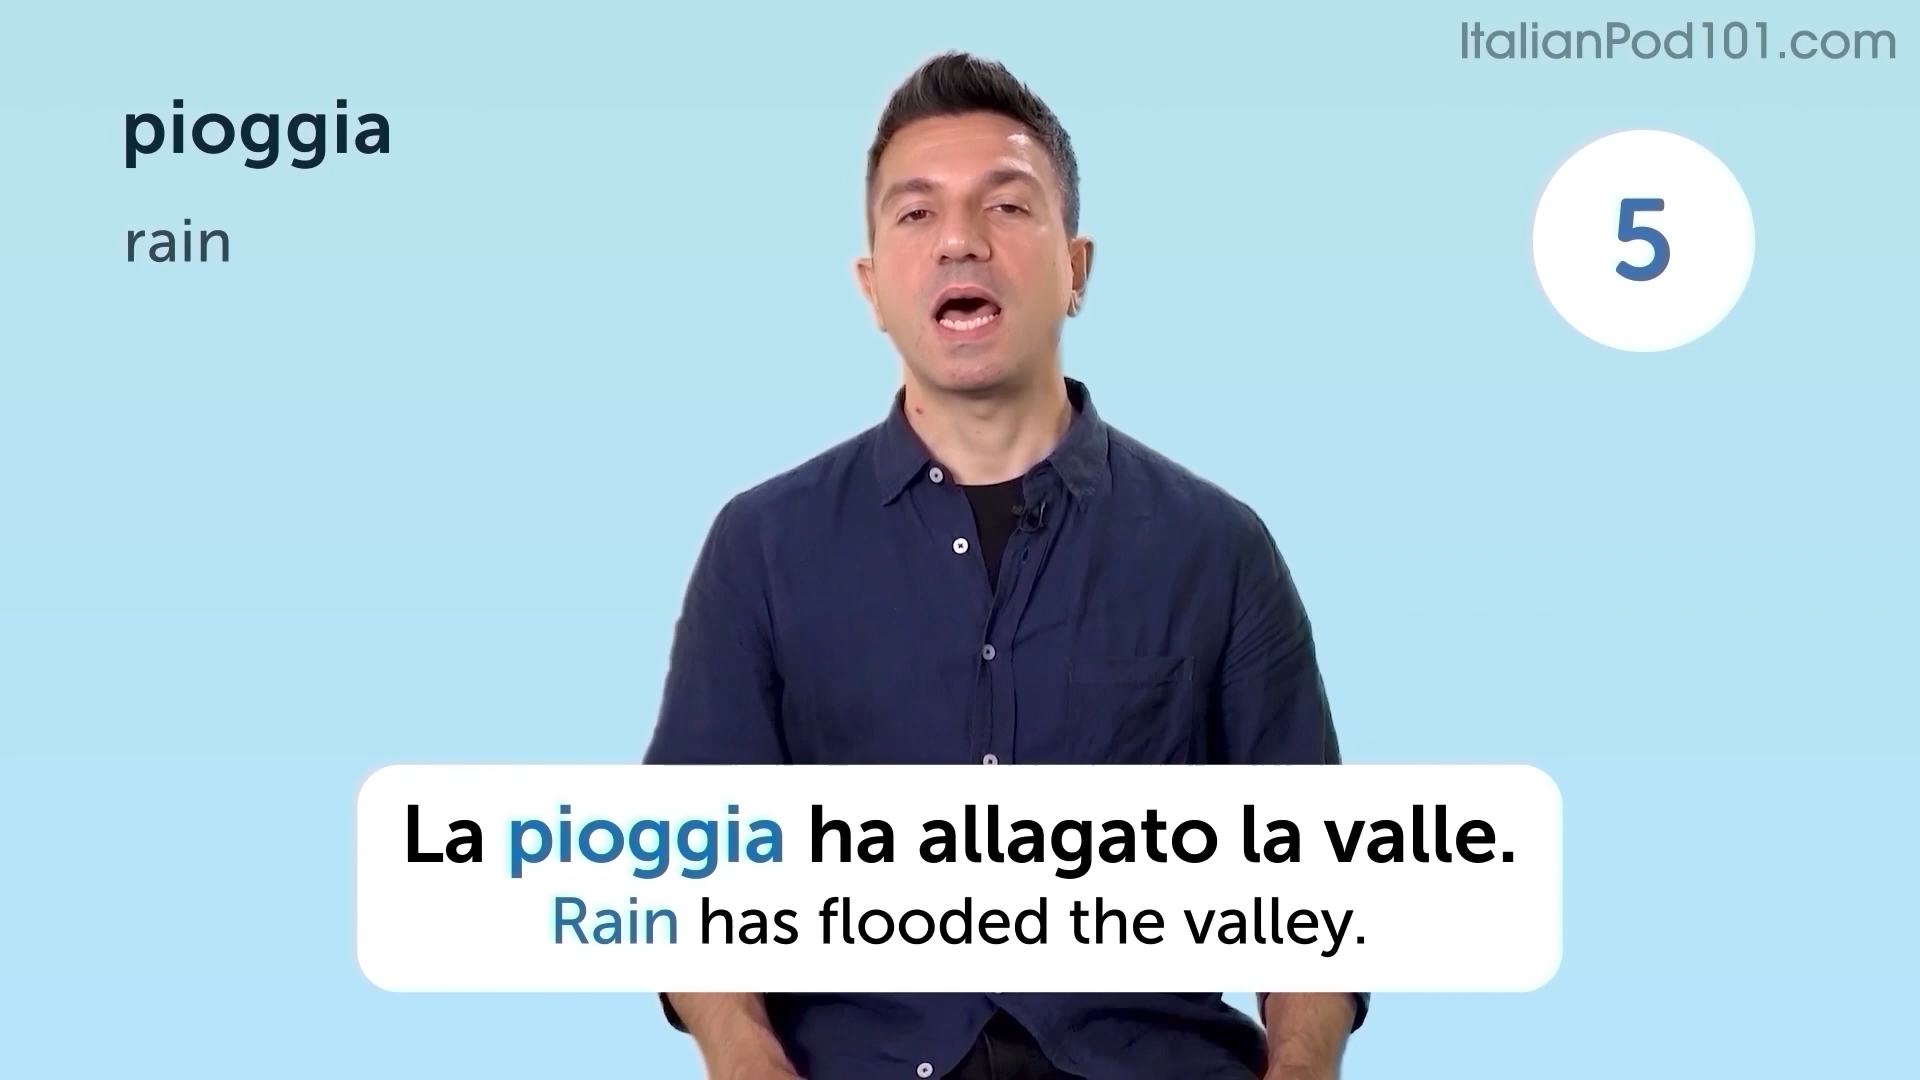 ItalianPod101.com
pioggia
rain
5
La pioggia ha allagato la valle.
Rain has flooded the valley.